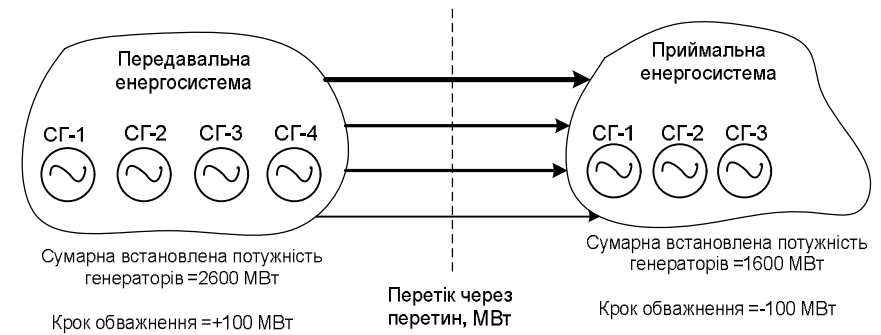 Передавальна
енергосистема
СГ-1 СГ-2 СГ-3 СГ-4
Сумарна встановлена потужність
генераторів =2600 МВт
Крок обважнення =+100 МВт
Перетік через
перетин, МВт
Приймальна
енергосистема
СГ-1 СГ-2 СГ-3
Сумарна встановлена потужність
генераторів =1600 МВт
Крок обважнення =-100 МВт